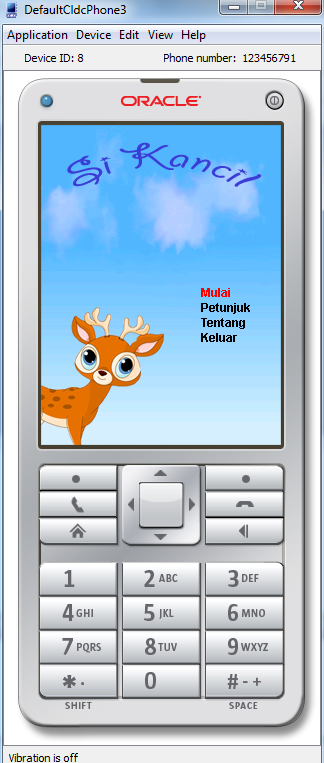 DefaultCldcPhone3
Application Device Edit View Help
Device ID: 8 Phone number: 123456791
ORACLE
Si Kancil
Mulai
Petunjuk
Tentang
Keluar
1 2 ABC 3 DEF
4 GHI 5 JKL 6 MNO
7 PQRS 8 TUV 9 WXYZ
* . 0 # - +
SHIFT SPACE
Vibration is off